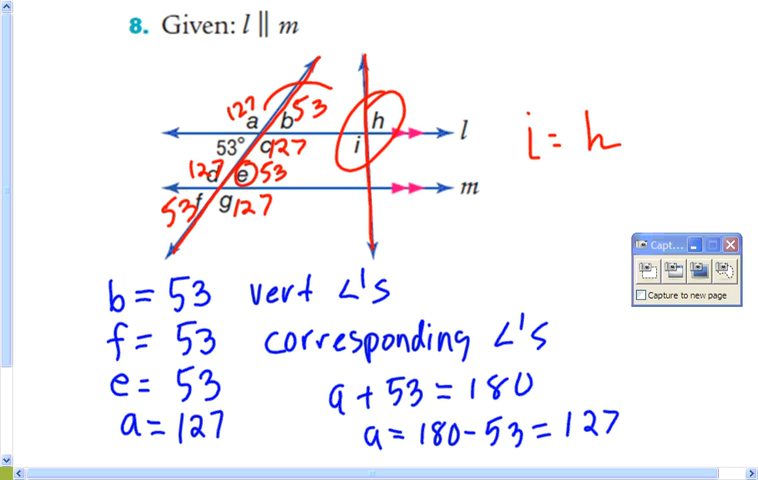 8. Given: l || m
127 a b 53 h
l
53° c 127 i
i = h
127 d e 53
m
53 f g 127
Capt...
Capture to new page
b = 53 vert ∠'s
f = 53 corresponding ∠'s
e = 53 a + 53 = 180
a = 127 a = 180 - 53 = 127